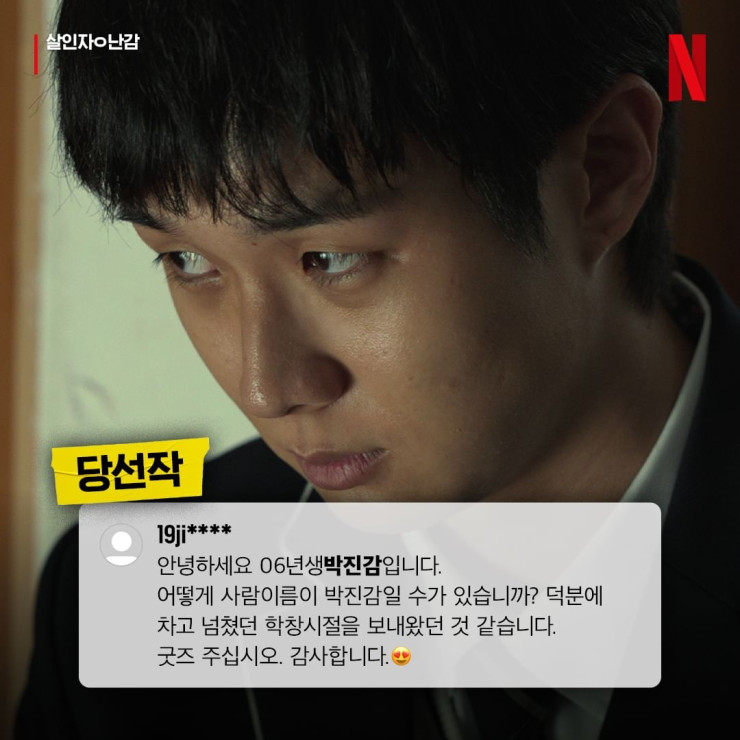 살인자ㅇ난감
N
당선작
19ji****
안녕하세요 06년생박진감입니다.
어떻게 사람이름이 박진감일 수가 있습니까? 덕분에
차고 넘쳤던 학창시절을 보내왔던 것 같습니다.
굿즈 주십시오. 감사합니다.😍